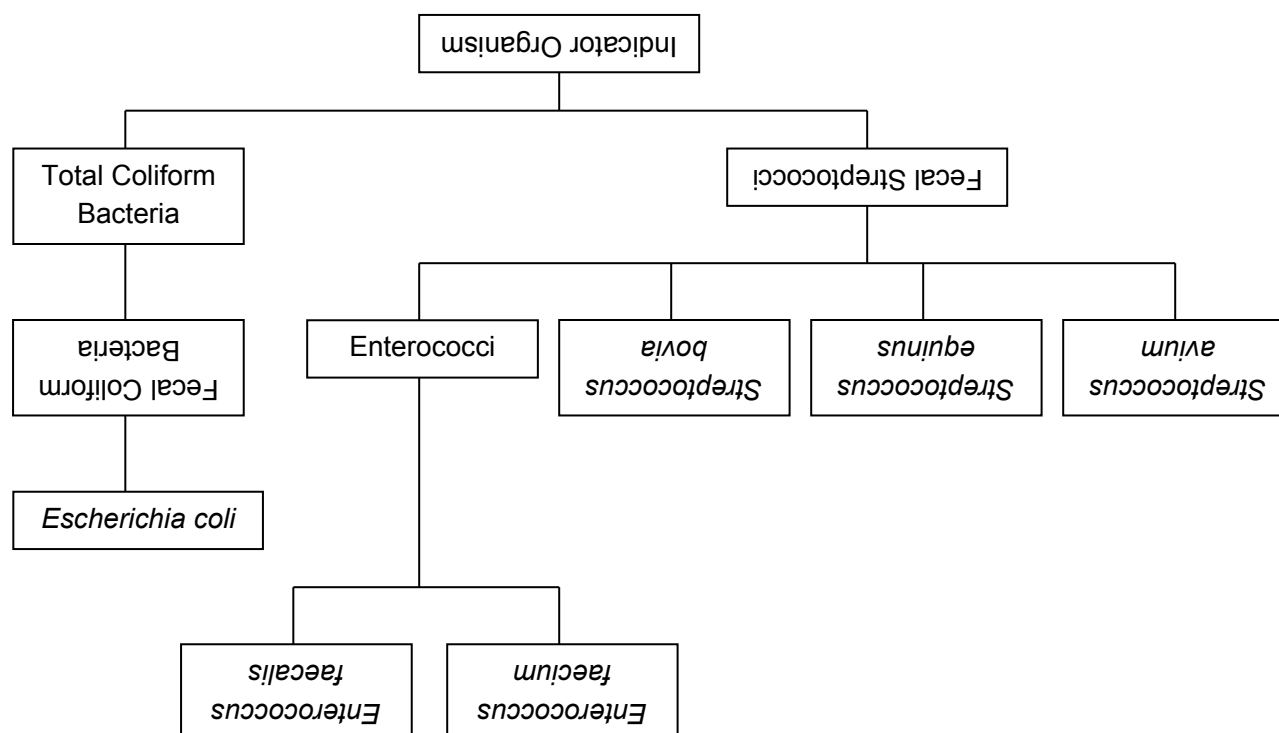 Indicator Organism
Total Coliform
Bacteria
Fecal Streptococci
Fecal Coliform
Bacteria
Enterococci
Streptococcus
bovia
Streptococcus
equinus
Streptococcus
avium
Escherichia coli
Enterococcus
faecalis
Enterococcus
faecium